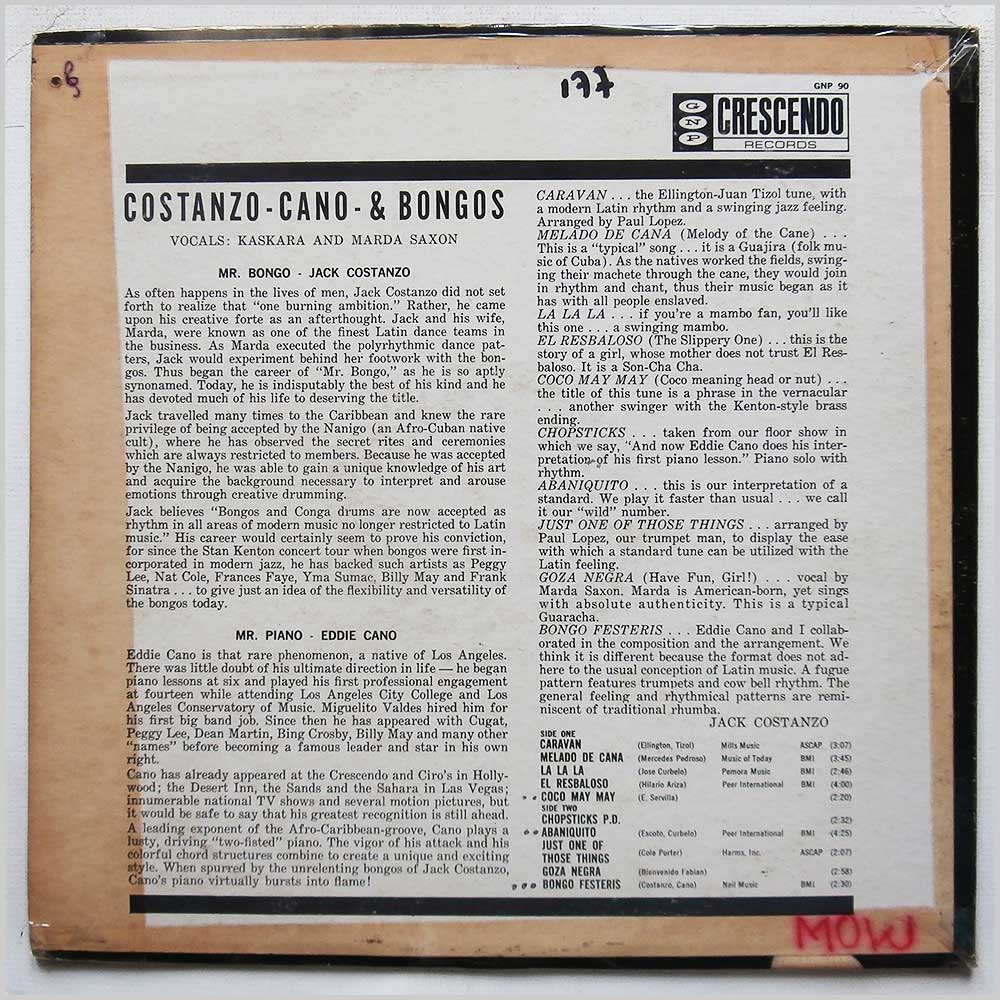 177
GNP 90
GNP CRESCENDO
RECORDS
COSTANZO - CANO - & BONGOS
VOCALS: KASKARA AND MARDA SAXON
MR. BONGO - JACK COSTANZO
As often happens in the lives of men, Jack Costanzo did not set
forth to realize that "one burning ambition." Rather, he came
upon his creative forte as an afterthought. Jack and his wife,
Marda, were known as one of the finest Latin dance teams in
the business. As Marda executed the polyrhythmic dance pat-
ters, Jack would experiment behind her footwork with the bon-
gos. Thus began the career of "Mr. Bongo," as he is so aptly
synonamed. Today, he is indisputably the best of his kind and he
has devoted much of his life to deserving the title.
Jack travelled many times to the Caribbean and knew the rare
privilege of being accepted by the Nanigo (an Afro-Cuban native
cult), where he has observed the secret rites and ceremonies
which are always restricted to members. Because he was accepted
by the Nanigo, he was able to gain a unique knowledge of his art
and acquire the background necessary to interpret and arouse
emotions through creative drumming.
Jack believes "Bongos and Conga drums are now accepted as
rhythm in all areas of modern music no longer restricted to Latin
music." His career would certainly seem to prove his conviction,
for since the Stan Kenton concert tour when bongos were first in-
corporated in modern jazz, he has backed such artists as Peggy
Lee, Nat Cole, Frances Faye, Yma Sumac, Billy May and Frank
Sinatra . . . to give just an idea of the flexibility and versatility of
the bongos today.
MR. PIANO - EDDIE CANO
Eddie Cano is that rare phenomenon, a native of Los Angeles.
There was little doubt of his ultimate direction in life — he began
piano lessons at six and played his first professional engagement
at fourteen while attending Los Angeles City College and Los
Angeles Conservatory of Music. Miguelito Valdes hired him for
his first big band job. Since then he has appeared with Cugat,
Peggy Lee, Dean Martin, Bing Crosby, Billy May and many other
"names" before becoming a famous leader and star in his own
right.
Cano has already appeared at the Crescendo and Ciro's in Holly-
wood; the Desert Inn, the Sands and the Sahara in Las Vegas;
innumerable national TV shows and several motion pictures, but
it would be safe to say that his greatest recognition is still ahead.
A leading exponent of the Afro-Caribbean-groove, Cano plays a
lusty, driving "two-fisted" piano. The vigor of his attack and his
colorful chord structures combine to create a unique and exciting
style. When spurred by the unrelenting bongos of Jack Costanzo,
Cano's piano virtually bursts into flame!
CARAVAN . . . the Ellington-Juan Tizol tune, with
a modern Latin rhythm and a swinging jazz feeling.
Arranged by Paul Lopez.
MELADO DE CANA (Melody of the Cane) . . .
This is a "typical" song . . . it is a Guajira (folk mu-
sic of Cuba). As the natives worked the fields, swing-
ing their machete through the cane, they would join
in rhythm and chant, thus their music began as it
has with all people enslaved.
LA LA LA . . . if you're a mambo fan, you'll like
this one . . . a swinging mambo.
EL RESBALOSO (The Slippery One) . . . this is the
story of a girl, whose mother does not trust El Res-
baloso. It is a Son-Cha Cha.
COCO MAY MAY (Coco meaning head or nut) . . .
the title of this tune is a phrase in the vernacular
. . . another swinger with the Kenton-style brass
ending.
CHOPSTICKS . . . taken from our floor show in
which we say, "And now Eddie Cano does his inter-
pretation of his first piano lesson." Piano solo with
rhythm.
ABANIQUITO . . . this is our interpretation of a
standard. We play it faster than usual . . . we call
it our "wild" number.
JUST ONE OF THOSE THINGS . . . arranged by
Paul Lopez, our trumpet man, to display the ease
with which a standard tune can be utilized with the
Latin feeling.
GOZA NEGRA (Have Fun, Girl!) . . . vocal by
Marda Saxon. Marda is American-born, yet sings
with absolute authenticity. This is a typical
Guaracha.
BONGO FESTERIS . . . Eddie Cano and I collab-
orated in the composition and the arrangement. We
think it is different because the format does not ad-
here to the usual conception of Latin music. A fugue
pattern features trumpets and cow bell rhythm. The
general feeling and rhythmical patterns are remi-
niscent of traditional rhumba.
JACK COSTANZO
SIDE ONE
CARAVAN (Ellington, Tizol) Mills Music ASCAP (3:07)
MELADO DE CANA (Mercedes Pedroso) Music of Today BMI (3:45)
LA LA LA (Jose Curbelo) Pemora Music BMI (2:46)
EL RESBALOSO (Hilario Ariza) Peer International BMI (4:00)
COCO MAY MAY (E. Servilla) (2:20)
SIDE TWO
CHOPSTICKS P.D. (2:32)
ABANIQUITO (Escoto, Curbelo) Peer International BMI (4:25)
JUST ONE OF
THOSE THINGS (Cole Porter) Harms, Inc. ASCAP (2:07)
GOZA NEGRA (Bienvenido Fabian) (2:58)
BONGO FESTERIS (Costanzo, Cano) Neil Music BMI (2:30)
MOW